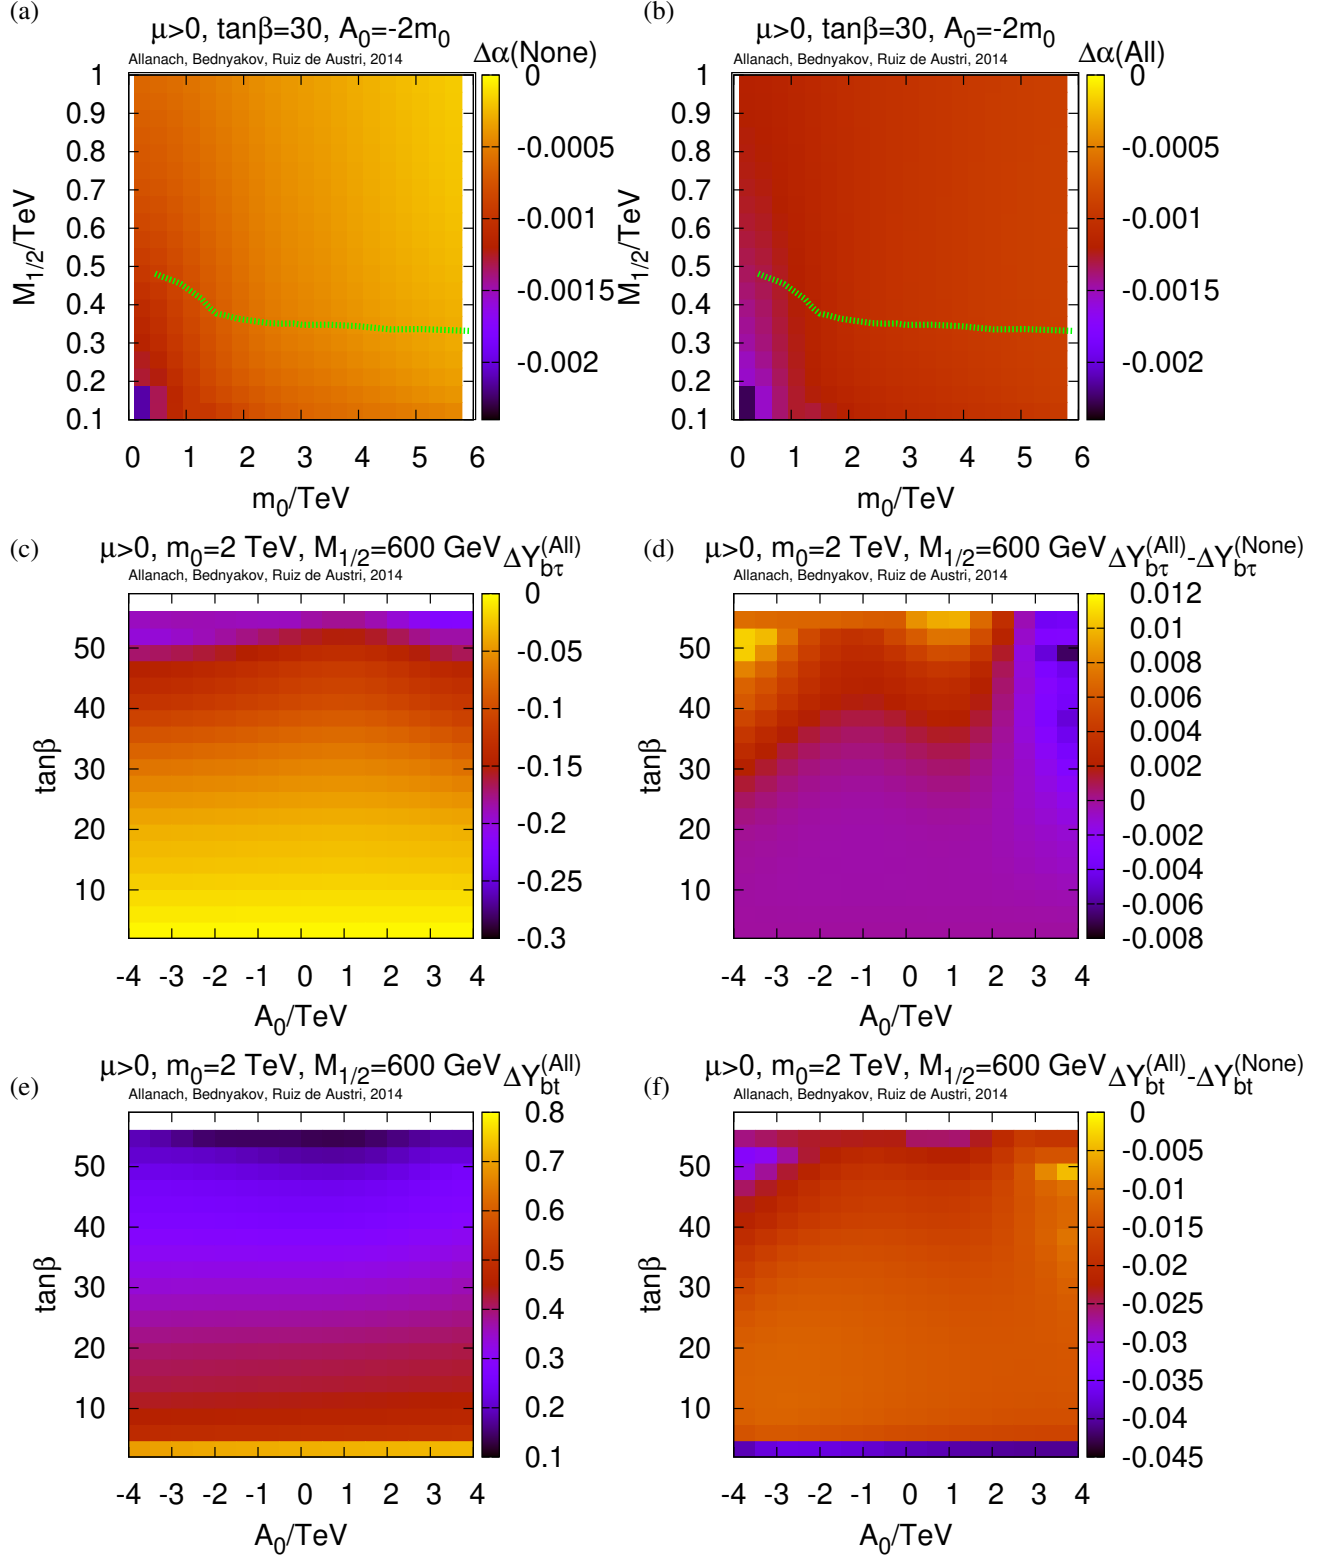 (a)
μ>0, tanβ=30, A0=-2m0
Allanach, Bednyakov, Ruiz de Austri, 2014
Δα(None)
1
0.9
0.8
0.7
0.6
0.5
0.4
0.3
0.2
0.1
M1/2/TeV
0 1 2 3 4 5 6
m0/TeV
0
-0.0005
-0.001
-0.0015
-0.002
(b)
μ>0, tanβ=30, A0=-2m0
Allanach, Bednyakov, Ruiz de Austri, 2014
Δα(All)
1
0.9
0.8
0.7
0.6
0.5
0.4
0.3
0.2
0.1
M1/2/TeV
0 1 2 3 4 5 6
m0/TeV
0
-0.0005
-0.001
-0.0015
-0.002
(c)
μ>0, m0=2 TeV, M1/2=600 GeV
ΔYbτ(All)
Allanach, Bednyakov, Ruiz de Austri, 2014
50
40
30
20
10
tanβ
-4 -3 -2 -1 0 1 2 3 4
A0/TeV
0
-0.05
-0.1
-0.15
-0.2
-0.25
-0.3
(d)
μ>0, m0=2 TeV, M1/2=600 GeV
ΔYbτ(All)-ΔYbτ(None)
Allanach, Bednyakov, Ruiz de Austri, 2014
50
40
30
20
10
tanβ
-4 -3 -2 -1 0 1 2 3 4
A0/TeV
0.012
0.01
0.008
0.006
0.004
0.002
0
-0.002
-0.004
-0.006
-0.008
(e)
μ>0, m0=2 TeV, M1/2=600 GeV
ΔYbt(All)
Allanach, Bednyakov, Ruiz de Austri, 2014
50
40
30
20
10
tanβ
-4 -3 -2 -1 0 1 2 3 4
A0/TeV
0.8
0.7
0.6
0.5
0.4
0.3
0.2
0.1
(f)
μ>0, m0=2 TeV, M1/2=600 GeV
ΔYbt(All)-ΔYbt(None)
Allanach, Bednyakov, Ruiz de Austri, 2014
50
40
30
20
10
tanβ
-4 -3 -2 -1 0 1 2 3 4
A0/TeV
0
-0.005
-0.01
-0.015
-0.02
-0.025
-0.03
-0.035
-0.04
-0.045